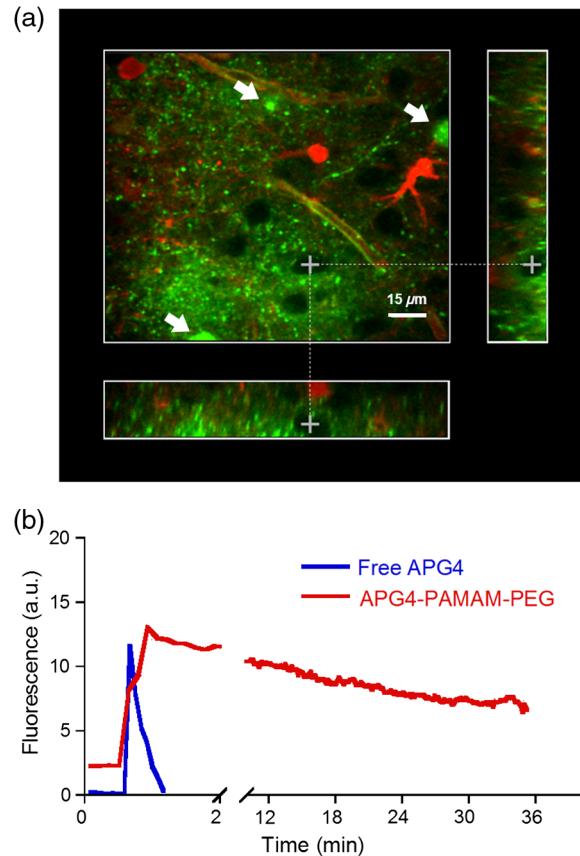 (a)
15 µm
(b)
Fluorescence (a.u.)
20
15
10
5
0
Free APG4
APG4-PAMAM-PEG
0 2 12 18 24 30 36
Time (min)